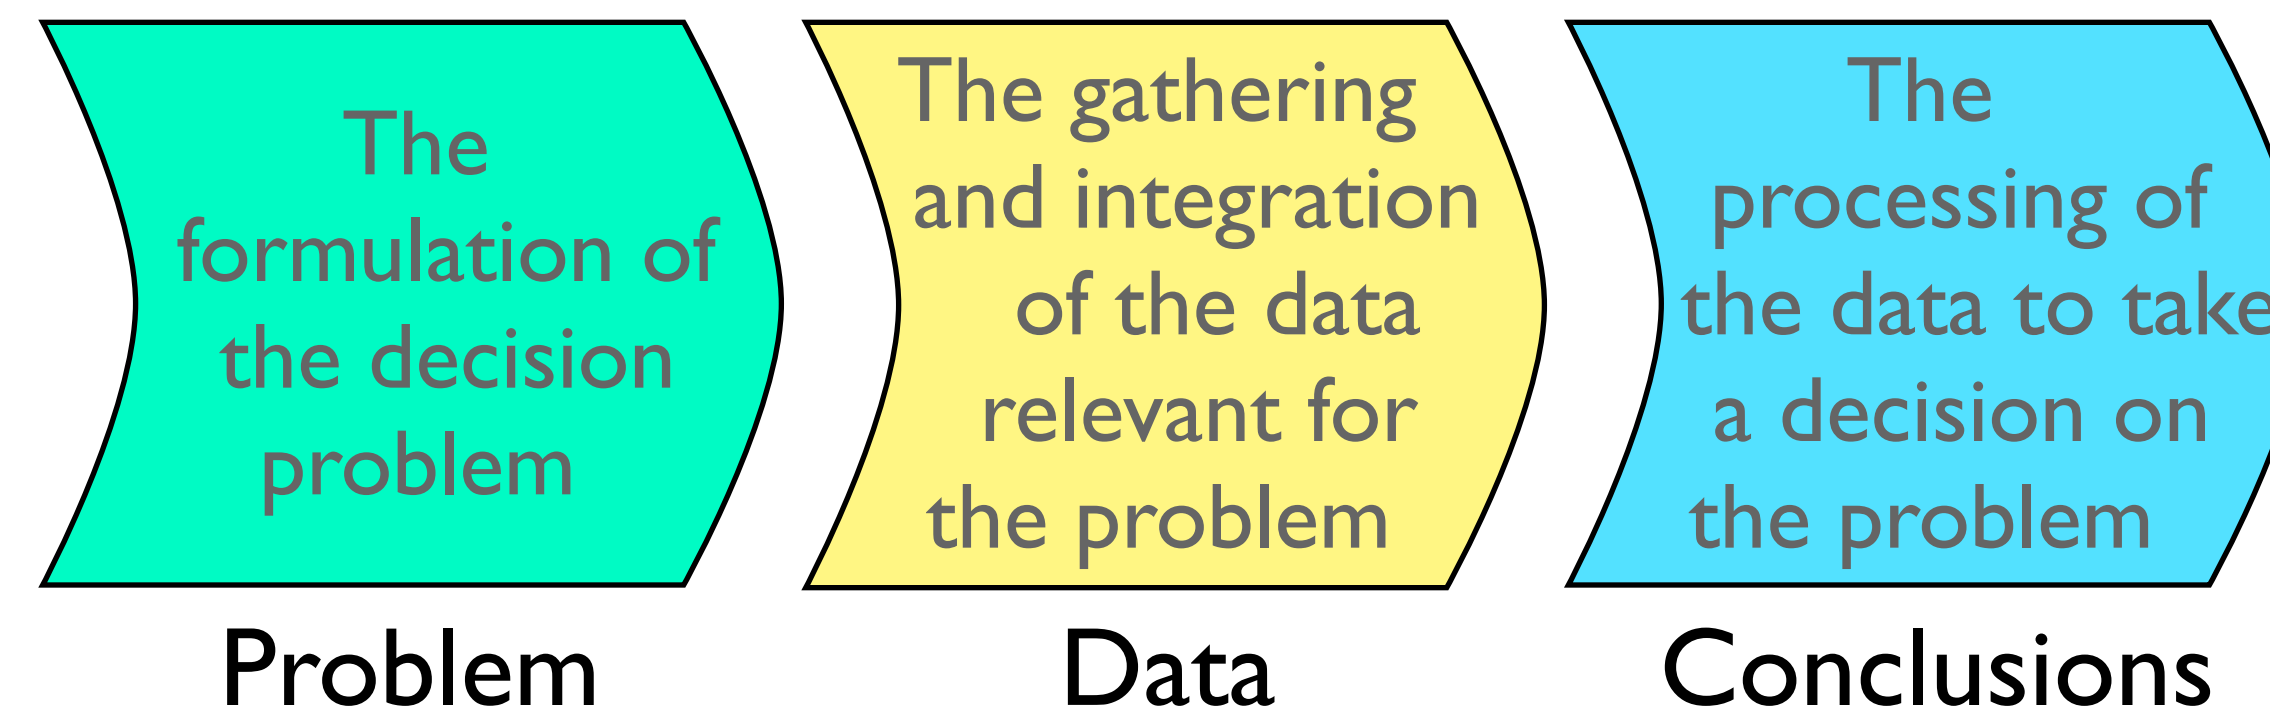 The
formulation of
the decision
problem
The gathering
and integration
of the data
relevant for
the problem
The
processing of
the data to take
a decision on
the problem
Problem
Data
Conclusions